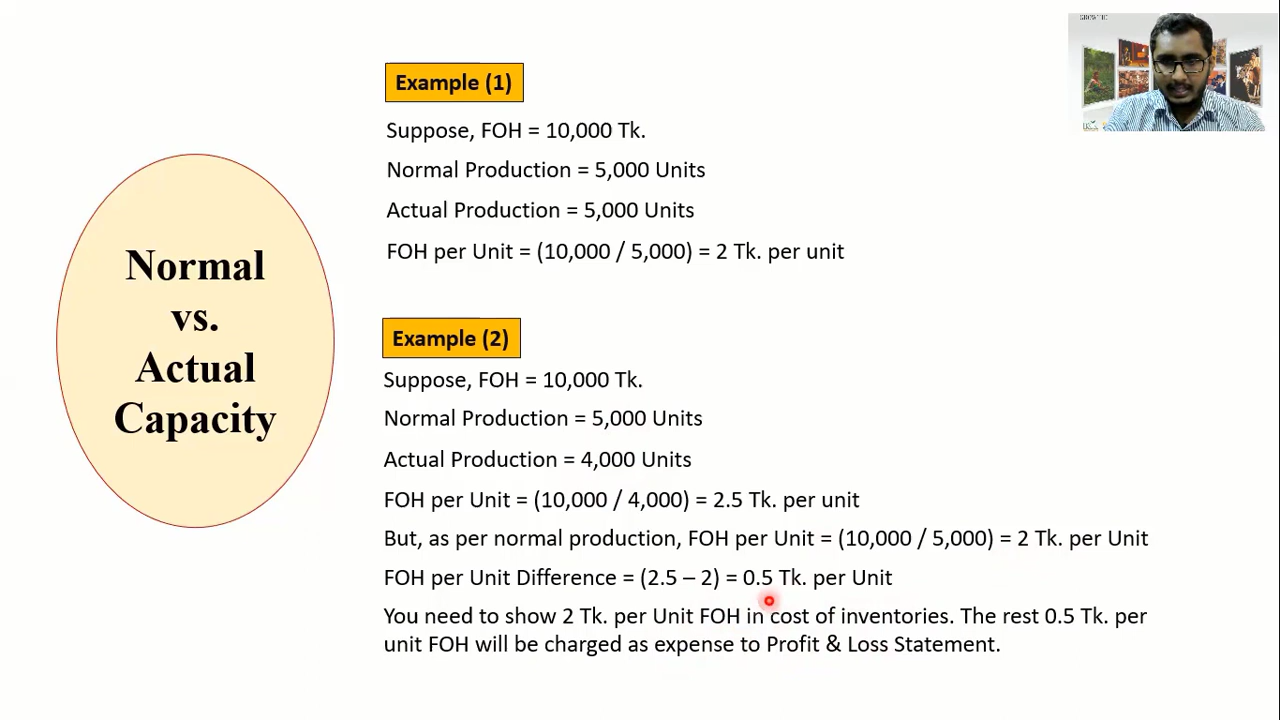 Normal
vs.
Actual
Capacity
Example (1)
Suppose, FOH = 10,000 Tk.
Normal Production = 5,000 Units
Actual Production = 5,000 Units
FOH per Unit = (10,000 / 5,000) = 2 Tk. per unit
Example (2)
Suppose, FOH = 10,000 Tk.
Normal Production = 5,000 Units
Actual Production = 4,000 Units
FOH per Unit = (10,000 / 4,000) = 2.5 Tk. per unit
But, as per normal production, FOH per Unit = (10,000 / 5,000) = 2 Tk. per Unit
FOH per Unit Difference = (2.5 – 2) = 0.5 Tk. per Unit
You need to show 2 Tk. per Unit FOH in cost of inventories. The rest 0.5 Tk. per
unit FOH will be charged as expense to Profit & Loss Statement.